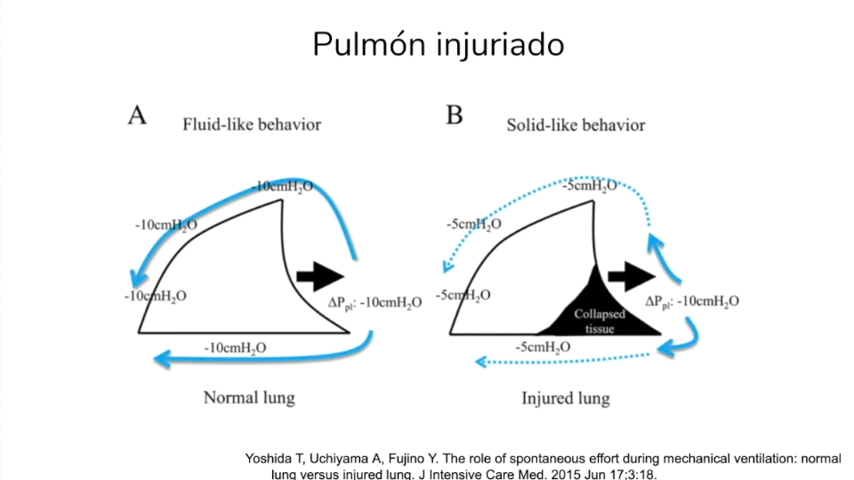 Pulmón injuriado
A
Fluid-like behavior
-10cmH₂O
-10cmH₂O
-10cmH₂O
ΔPpl: -10cmH₂O
-10cmH₂O
Normal lung
B
Solid-like behavior
-5cmH₂O
-5cmH₂O
-5cmH₂O
ΔPpl: -10cmH₂O
Collapsed
tissue
-5cmH₂O
Injured lung
Yoshida T, Uchiyama A, Fujino Y. The role of spontaneous effort during mechanical ventilation: normal
lung versus injured lung. J Intensive Care Med. 2015 Jun 17;3:18.